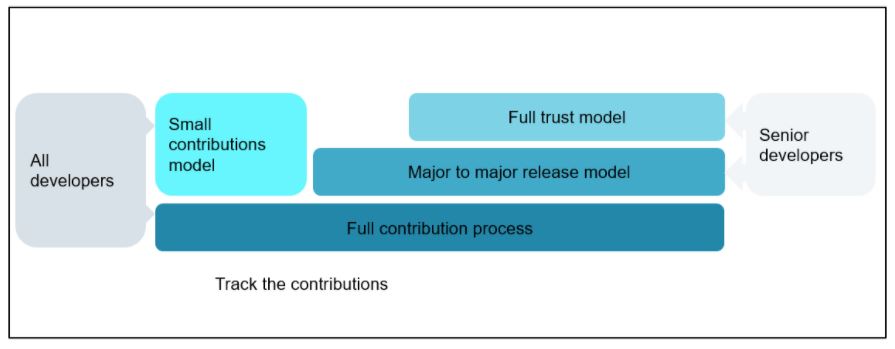 All
developers
Small
contributions
model
Full trust model
Major to major release model
Full contribution process
Senior
developers
Track the contributions